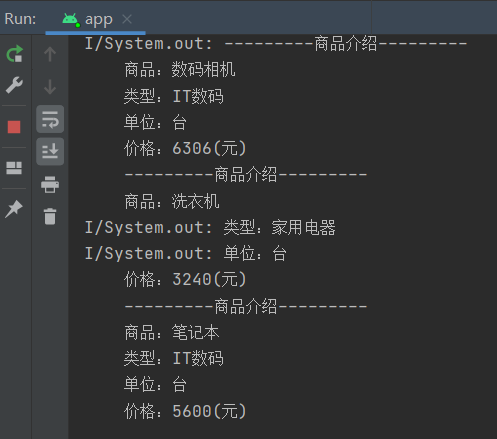 Run: app
I/System.out: ---------商品介绍---------
商品：数码相机
类型：IT数码
单位：台
价格：6306(元)
---------商品介绍---------
商品：洗衣机
I/System.out: 类型：家用电器
I/System.out: 单位：台
价格：3240(元)
---------商品介绍---------
商品：笔记本
类型：IT数码
单位：台
价格：5600(元)